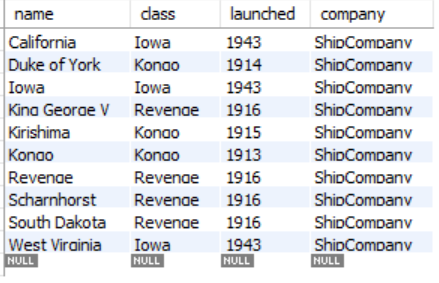 name class launched company
California Iowa 1943 ShipCompany
Duke of York Kongo 1914 ShipCompany
Iowa Iowa 1943 ShipCompany
King George V Revenge 1916 ShipCompany
Kirishima Kongo 1915 ShipCompany
Kongo Kongo 1913 ShipCompany
Revenge Revenge 1916 ShipCompany
Scharnhorst Revenge 1916 ShipCompany
South Dakota Revenge 1916 ShipCompany
West Virginia Iowa 1943 ShipCompany
NULL NULL NULL NULL